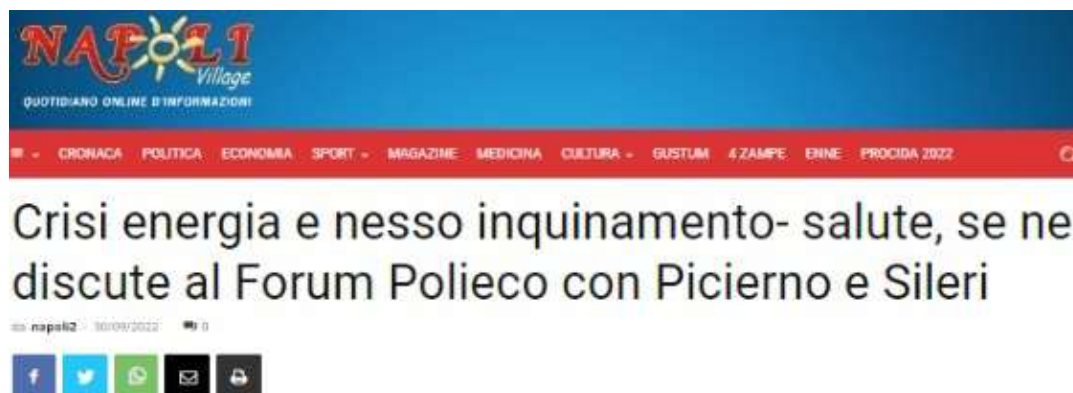 NAPOLI
Village
QUOTIDIANO ONLINE D'INFORMAZIONI
CRONACA POLITICA ECONOMIA SPORT MAGAZINE MEDICINA CULTURA GUSTUM 4 ZAMPE ENNE PROCIDA 2022
Crisi energia e nesso inquinamento- salute, se ne
discute al Forum Polieco con Picierno e Sileri
da napoli2 - 30/09/2022 0